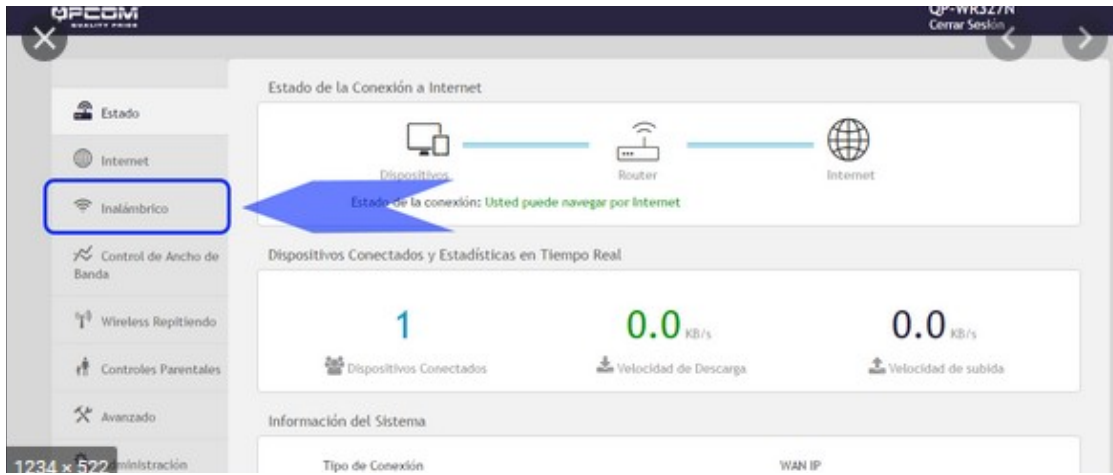 QPCOM
QUALITY PRIDE
QP-WR327N
Cerrar Sesión
Estado
Internet
Inalámbrico
Control de Ancho de
Banda
Wireless Repitiendo
Controles Parentales
Avanzado
Administración
Estado de la Conexión a Internet
Dispositivos
Router
Internet
Estado de la conexión: Usted puede navegar por Internet
Dispositivos Conectados y Estadísticas en Tiempo Real
1
0.0 KB/s
0.0 KB/s
Dispositivos Conectados
Velocidad de Descarga
Velocidad de subida
Información del Sistema
Tipo de Conexión
WAN IP
1234 × 522